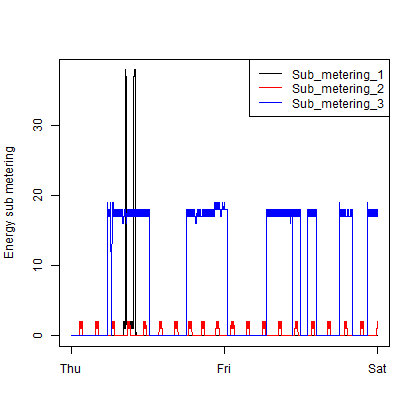 Sub_metering_1
Sub_metering_2
Sub_metering_3
Energy sub metering
30
20
10
0
Thu Fri Sat